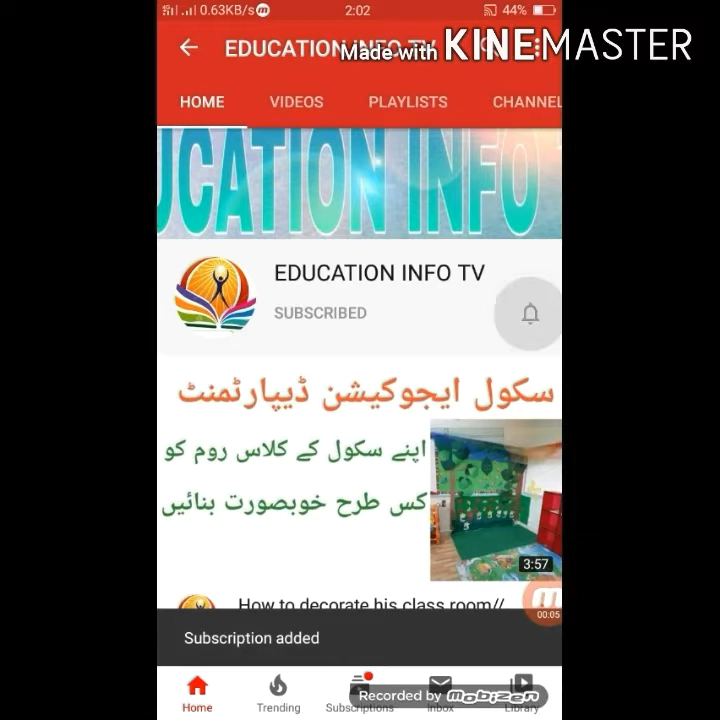 0.63KB/s
2:02
44%
EDUCATION INFO TV
Made with KINEMASTER
HOME
VIDEOS
PLAYLISTS
CHANNEL
UCATION INFO
EDUCATION INFO TV
SUBSCRIBED
سکول ایجوکیشن ڈیپارٹمنٹ
اپنے سکول کے کلاس روم کو
کس طرح خوبصورت بنائیں
3:57
How to decorate his class room//
00:05
Subscription added
Home
Trending
Subscriptions
Inbox
Library
Recorded by Mobizen